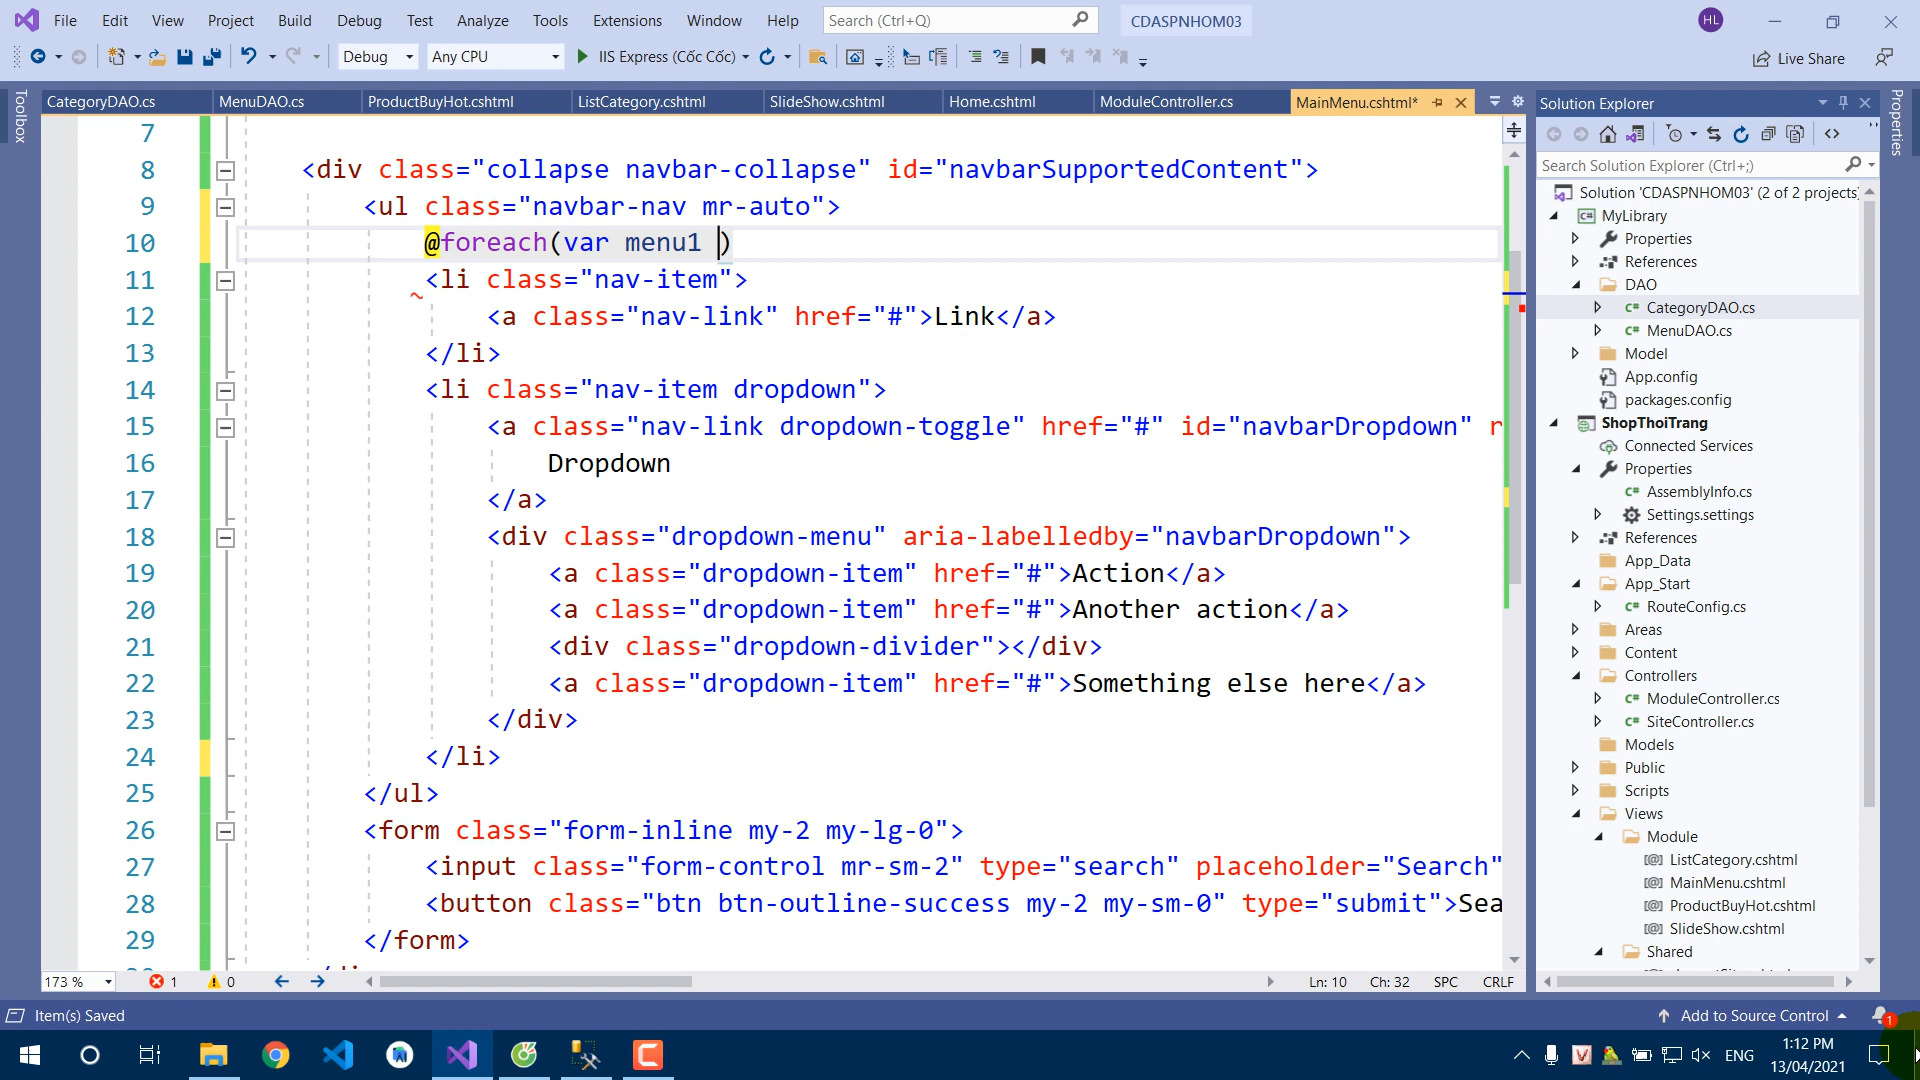 File Edit View Project Build Debug Test Analyze Tools Extensions Window Help Search (Ctrl+Q) CDASPNHOM03 HL
Debug Any CPU IIS Express (Cốc Cốc) Live Share
CategoryDAO.cs MenuDAO.cs ProductBuyHot.cshtml ListCategory.cshtml SlideShow.cshtml Home.cshtml ModuleController.cs MainMenu.cshtml*
Toolbox
7
8 <div class="collapse navbar-collapse" id="navbarSupportedContent">
9 <ul class="navbar-nav mr-auto">
10 @foreach(var menu1 )
11 <li class="nav-item">
12 <a class="nav-link" href="#">Link</a>
13 </li>
14 <li class="nav-item dropdown">
15 <a class="nav-link dropdown-toggle" href="#" id="navbarDropdown" r
16 Dropdown
17 </a>
18 <div class="dropdown-menu" aria-labelledby="navbarDropdown">
19 <a class="dropdown-item" href="#">Action</a>
20 <a class="dropdown-item" href="#">Another action</a>
21 <div class="dropdown-divider"></div>
22 <a class="dropdown-item" href="#">Something else here</a>
23 </div>
24 </li>
25 </ul>
26 <form class="form-inline my-2 my-lg-0">
27 <input class="form-control mr-sm-2" type="search" placeholder="Search"
28 <button class="btn btn-outline-success my-2 my-sm-0" type="submit">Sea
29 </form>
173 % 1 0 Ln: 10 Ch: 32 SPC CRLF
Solution Explorer
Properties
Search Solution Explorer (Ctrl+;)
Solution 'CDASPNHOM03' (2 of 2 projects)
MyLibrary
Properties
References
DAO
CategoryDAO.cs
MenuDAO.cs
Model
App.config
packages.config
ShopThoiTrang
Connected Services
Properties
AssemblyInfo.cs
Settings.settings
References
App_Data
App_Start
RouteConfig.cs
Areas
Content
Controllers
ModuleController.cs
SiteController.cs
Models
Public
Scripts
Views
Module
ListCategory.cshtml
MainMenu.cshtml
ProductBuyHot.cshtml
SlideShow.cshtml
Shared
Item(s) Saved Add to Source Control 1
ENG 1:12 PM
13/04/2021